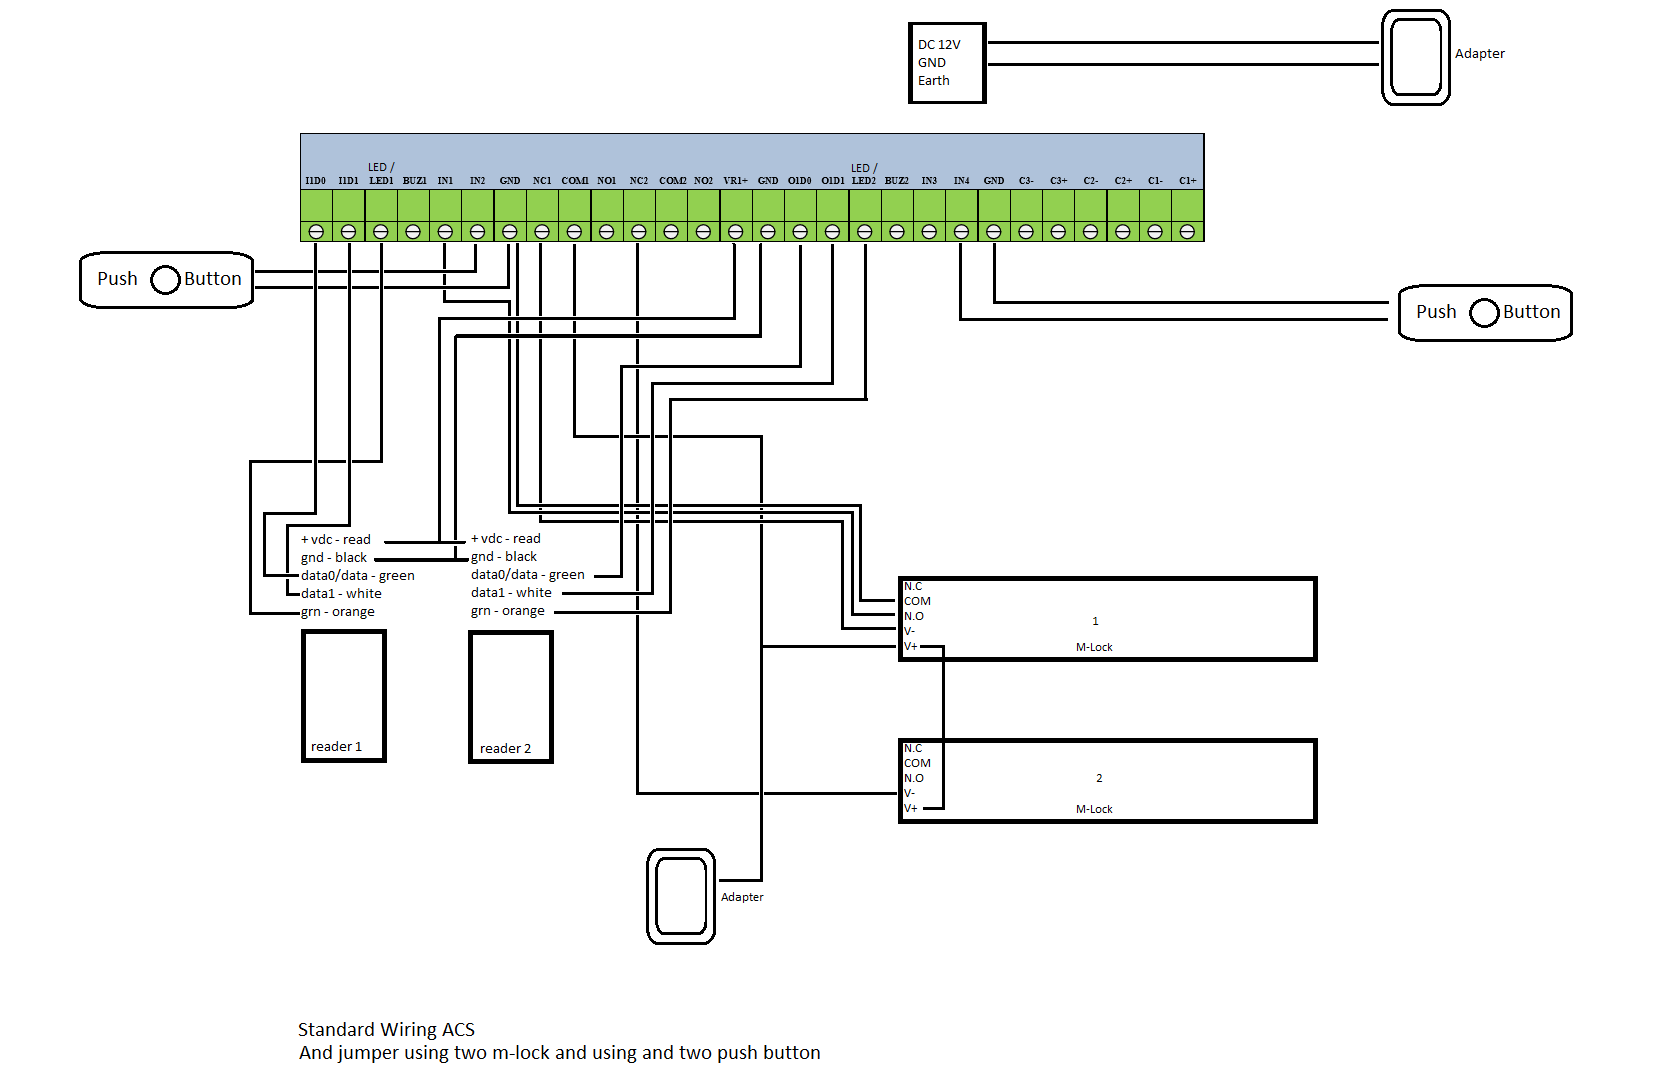 DC 12V
GND
Earth
Adapter
LED /
LED /
I1D0 I1D1 LED1 BUZ1 IN1 IN2 GND NC1 COM1 NO1 NC2 COM2 NO2 VR1+ GND O1D0 O1D1 LED2 BUZ2 IN3 IN4 GND C3- C3+ C2- C2+ C1- C1+
Push Button
Push Button
+ vdc - read
gnd - black
data0/data - green
data1 - white
grn - orange
+ vdc - read
gnd - black
data0/data - green
data1 - white
grn - orange
reader 1
reader 2
N.C
COM
N.O
V-
V+
1
M-Lock
N.C
COM
N.O
V-
V+
2
M-Lock
Adapter
Standard Wiring ACS
And jumper using two m-lock and using and two push button